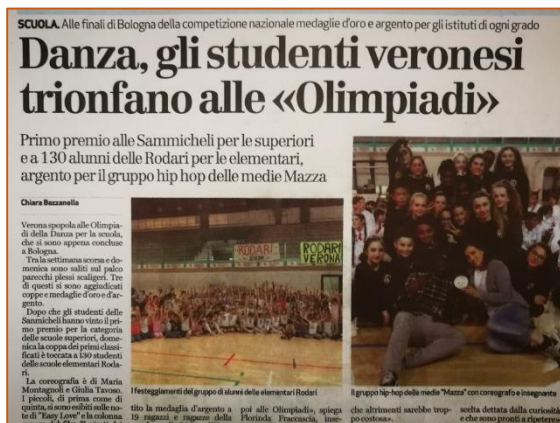 SCUOLA. Alle finali di Bologna della competizione nazionale medaglie d'oro e argento per gli istituti di ogni grado
Danza, gli studenti veronesi
trionfano alle «Olimpiadi»
Primo premio alle Sammicheli per le superiori
e a 130 alunni delle Rodari per le elementari,
argento per il gruppo hip hop delle medie Mazza
Chiara Bazzanella
Verona spopola alle Olimpia-
di della Danza per la scuola,
che si sono appena concluse
a Bologna.
Tra la settimana scorsa e do-
menica sono saliti sul palco
parecchi plessi scaligeri. Tre
di questi si sono aggiudicati
coppe e medaglie d'oro e d'ar-
gento.
Dopo che gli studenti delle
Sammicheli hanno vinto il pri-
mo premio per la categoria
delle scuole superiori, dome-
nica la coppa dei primi classi-
ficati è toccata a 130 studenti
delle scuole elementari Roda-
ri.
La coreografia è di Maria
Montagnoli e Giulia Tavoso.
I piccoli, di prima come di
quinta, si sono esibiti sulle no-
te di "Easy Love" e la colonna
RODARI
RODARI
VERONA
I festeggiamenti del gruppo di alunni delle elementari Rodari
Il gruppo hip-hop delle medie "Mazza" con coreografo e insegnante
tito la medaglia d'argento a
19 ragazzi e ragazze della
poi alle Olimpiadi», spiega
Florinda Fraccascia, inse-
che altrimenti sarebbe trop-
po costosa».
scelta dettata dalla curiosità
e che sono pronti a ripetere